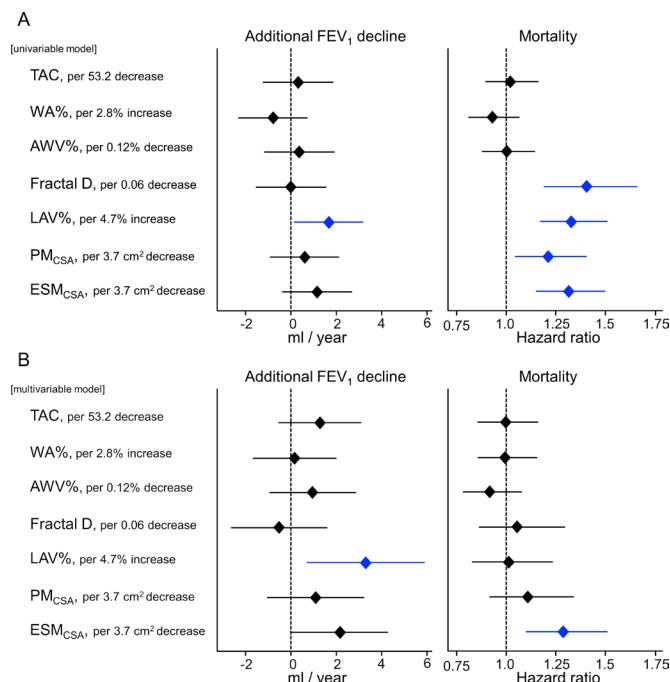 A
Additional FEV₁ decline
Mortality
[univariable model]
TAC, per 53.2 decrease
WA%, per 2.8% increase
AWV%, per 0.12% decrease
Fractal D, per 0.06 decrease
LAV%, per 4.7% increase
PM_CSA, per 3.7 cm² decrease
ESM_CSA, per 3.7 cm² decrease
-2 0 2 4 6
0.75 1.0 1.25 1.5 1.75
ml / year
Hazard ratio
B
Additional FEV₁ decline
Mortality
[multivariable model]
TAC, per 53.2 decrease
WA%, per 2.8% increase
AWV%, per 0.12% decrease
Fractal D, per 0.06 decrease
LAV%, per 4.7% increase
PM_CSA, per 3.7 cm² decrease
ESM_CSA, per 3.7 cm² decrease
-2 0 2 4 6
0.75 1.0 1.25 1.5 1.75
ml / year
Hazard ratio